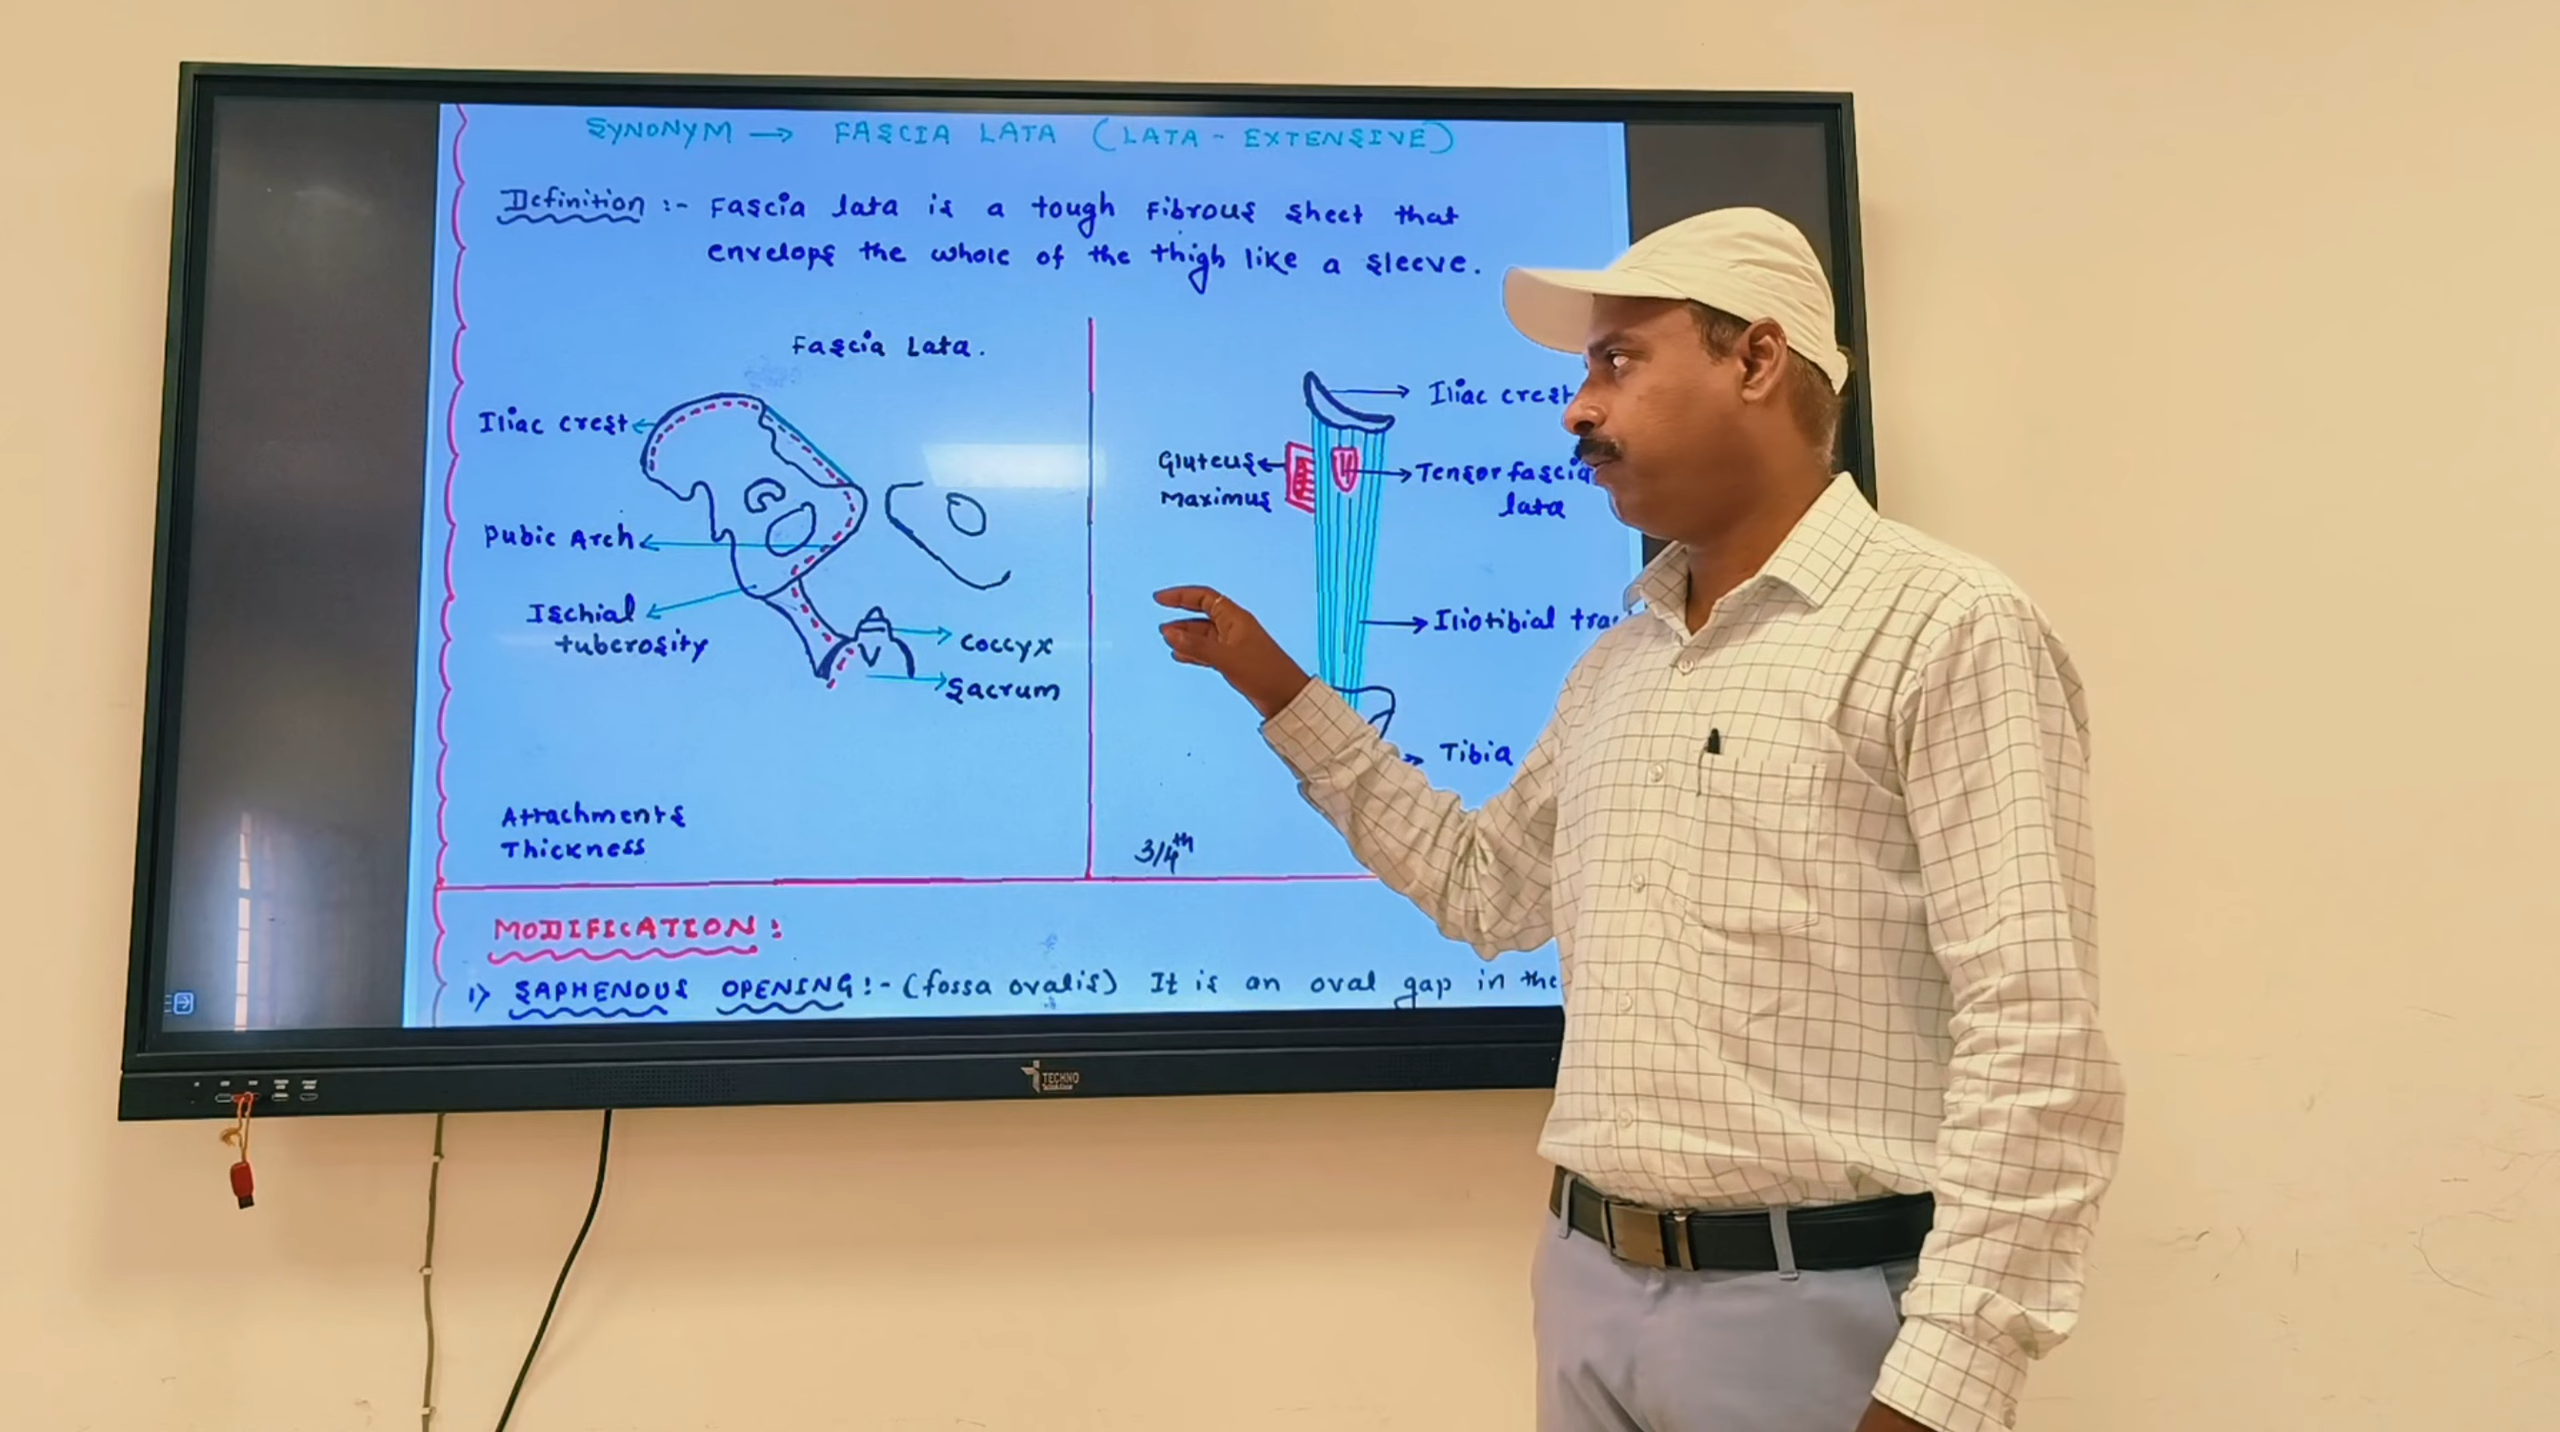 SYNONYM → FASCIA LATA (LATA - EXTENSIVE)
Definition :- Fascia lata is a tough Fibrous sheet that
envelops the whole of the thigh like a sleeve.
Fascia Lata.
Iliac crest
Pubic Arch
Ischial
tuberosity
coccyx
sacrum
Attachments
Thickness
Iliac crest
Gluteus
Maximus
Tensor fascia
lata
Iliotibial
Tibia
3/4th
MODIFICATION :
1) SAPHENOUS OPENING :- (fossa ovalis) It is an oval gap in the
TECHNO